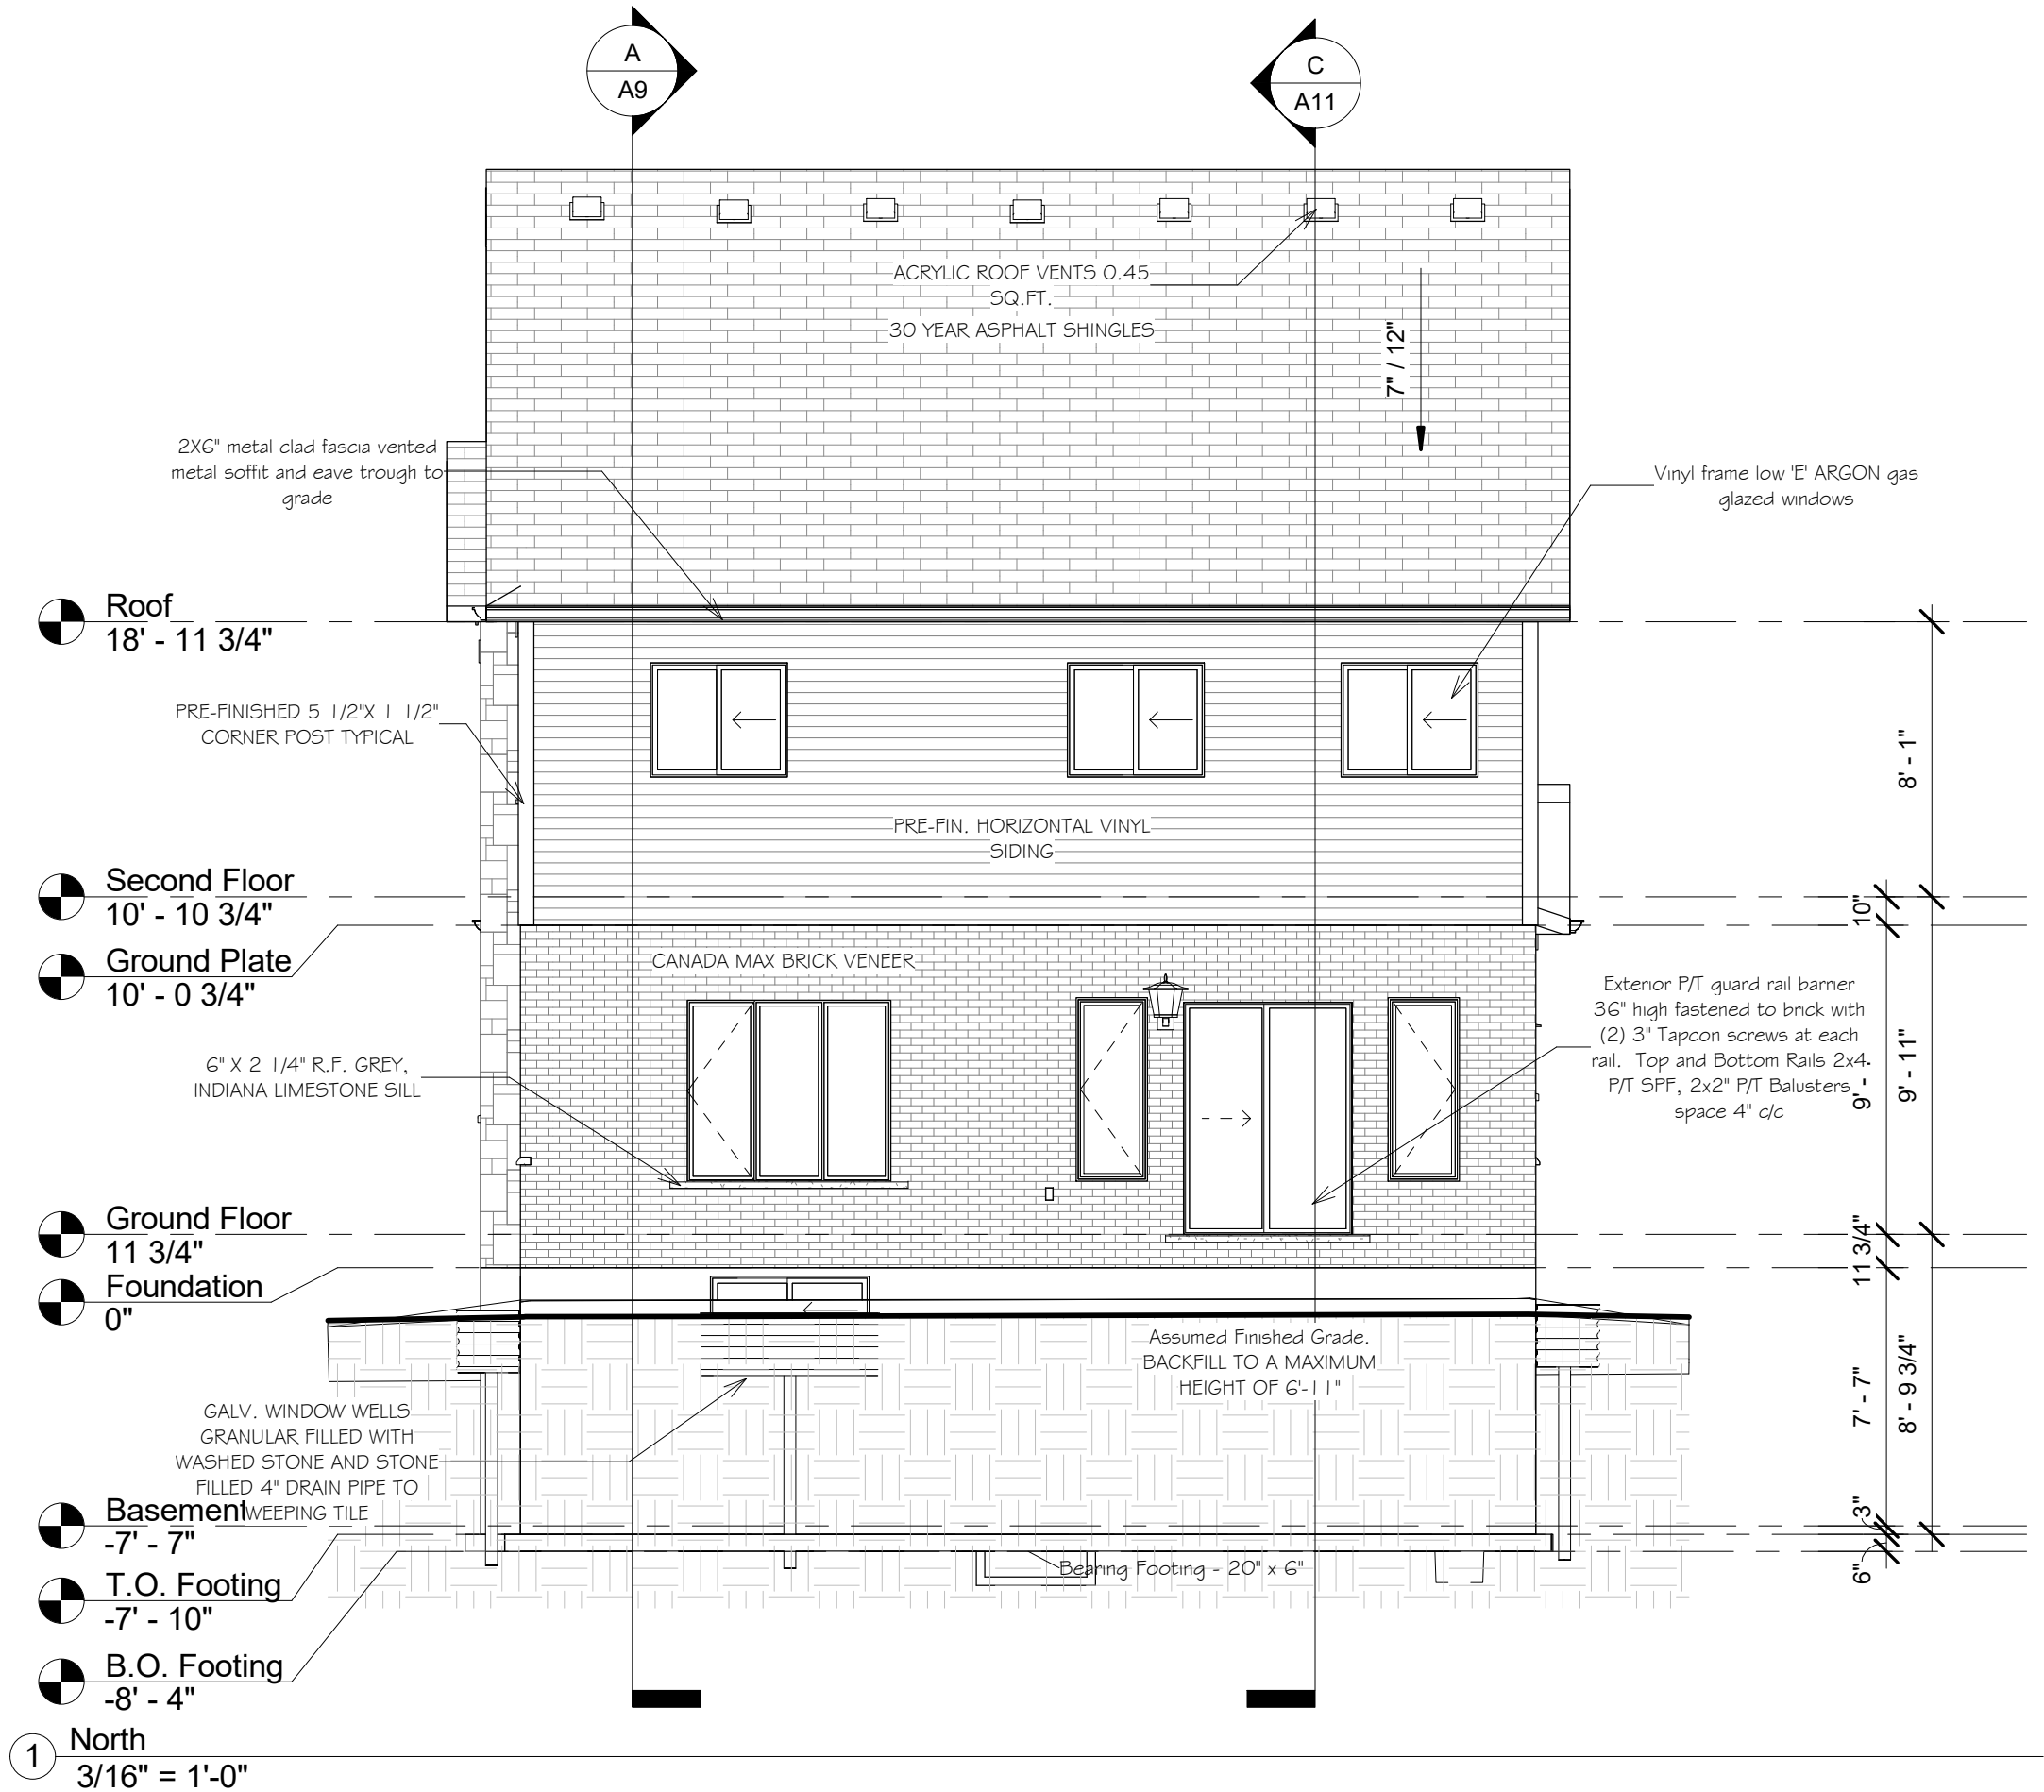 A
A9
C
A11
ACRYLIC ROOF VENTS 0.45
SQ.FT.
30 YEAR ASPHALT SHINGLES
7" / 12"
2X6" metal clad fascia vented
metal soffit and eave trough to
grade
Vinyl frame low 'E' ARGON gas
glazed windows
Roof
18' - 11 3/4"
PRE-FINISHED 5 1/2"X 1 1/2"
CORNER POST TYPICAL
8' - 1"
PRE-FIN. HORIZONTAL VINYL
SIDING
Second Floor
10' - 10 3/4"
10"
Ground Plate
10' - 0 3/4"
CANADA MAX BRICK VENEER
Exterior P/T guard rail barrier
36" high fastened to brick with
(2) 3" Tapcon screws at each
rail. Top and Bottom Rails 2x4.
P/T SPF, 2x2" P/T Balusters
space 4" c/c
9' -
9' - 11"
6" X 2 1/4" R.F. GREY,
INDIANA LIMESTONE SILL
Ground Floor
11 3/4"
11 3/4"
Foundation
0"
Assumed Finished Grade.
BACKFILL TO A MAXIMUM
HEIGHT OF 6'-11"
7' - 7"
8' - 9 3/4"
GALV. WINDOW WELLS
GRANULAR FILLED WITH
WASHED STONE AND STONE
FILLED 4" DRAIN PIPE TO
WEEPING TILE
Basement
-7' - 7"
3"
T.O. Footing
-7' - 10"
Bearing Footing - 20" x 6"
6"
B.O. Footing
-8' - 4"
1
North
3/16" = 1'-0"